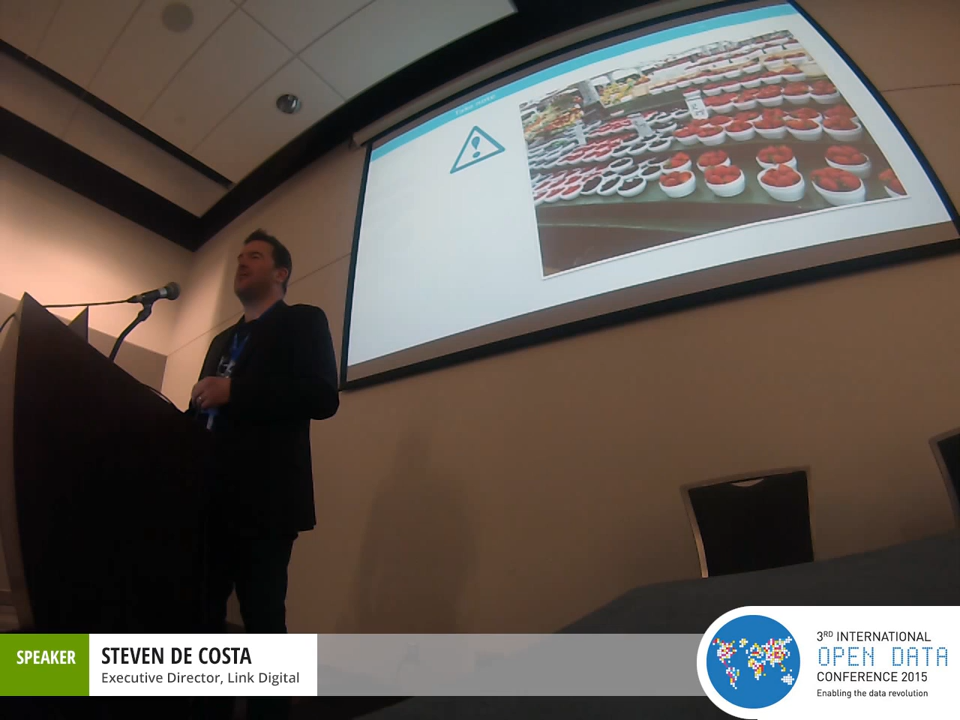 SPEAKER
STEVEN DE COSTA
Executive Director, Link Digital
3RD INTERNATIONAL
OPEN DATA
CONFERENCE 2015
Enabling the data revolution